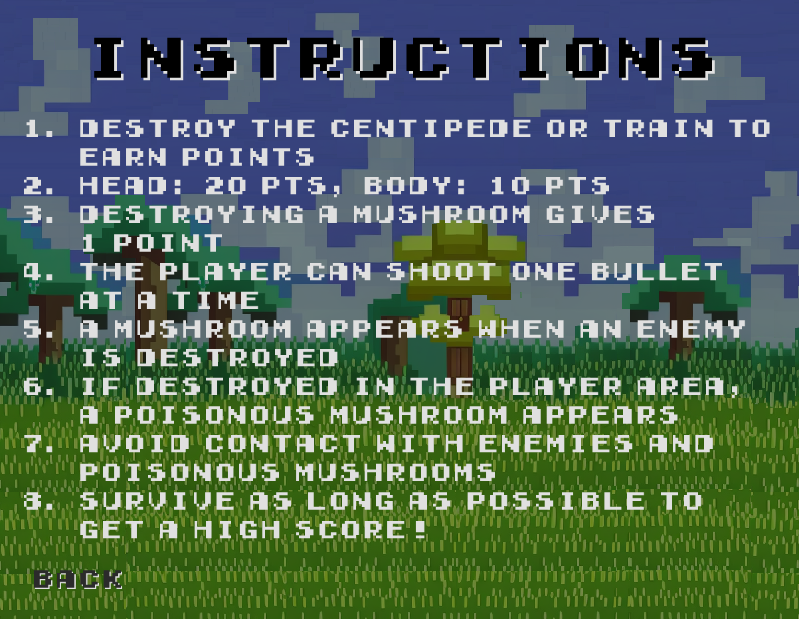 INSTRUCTIONS
1. DESTROY THE CENTIPEDE OR TRAIN TO
EARN POINTS
2. HEAD: 20 PTS, BODY: 10 PTS
3. DESTROYING A MUSHROOM GIVES
1 POINT
4. THE PLAYER CAN SHOOT ONE BULLET
AT A TIME
5. A MUSHROOM APPEARS WHEN AN ENEMY
IS DESTROYED
6. IF DESTROYED IN THE PLAYER AREA,
A POISONOUS MUSHROOM APPEARS
7. AVOID CONTACT WITH ENEMIES AND
POISONOUS MUSHROOMS
8. SURVIVE AS LONG AS POSSIBLE TO
GET A HIGH SCORE!
BACK